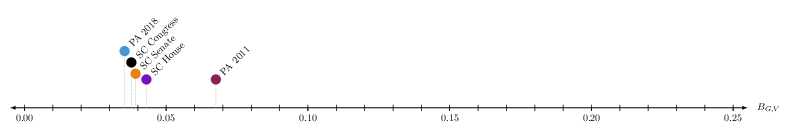 PA 2018
SC Congress
SC Senate
SC House
PA 2011
0.00 0.05 0.10 0.15 0.20 0.25 B_{G,V}